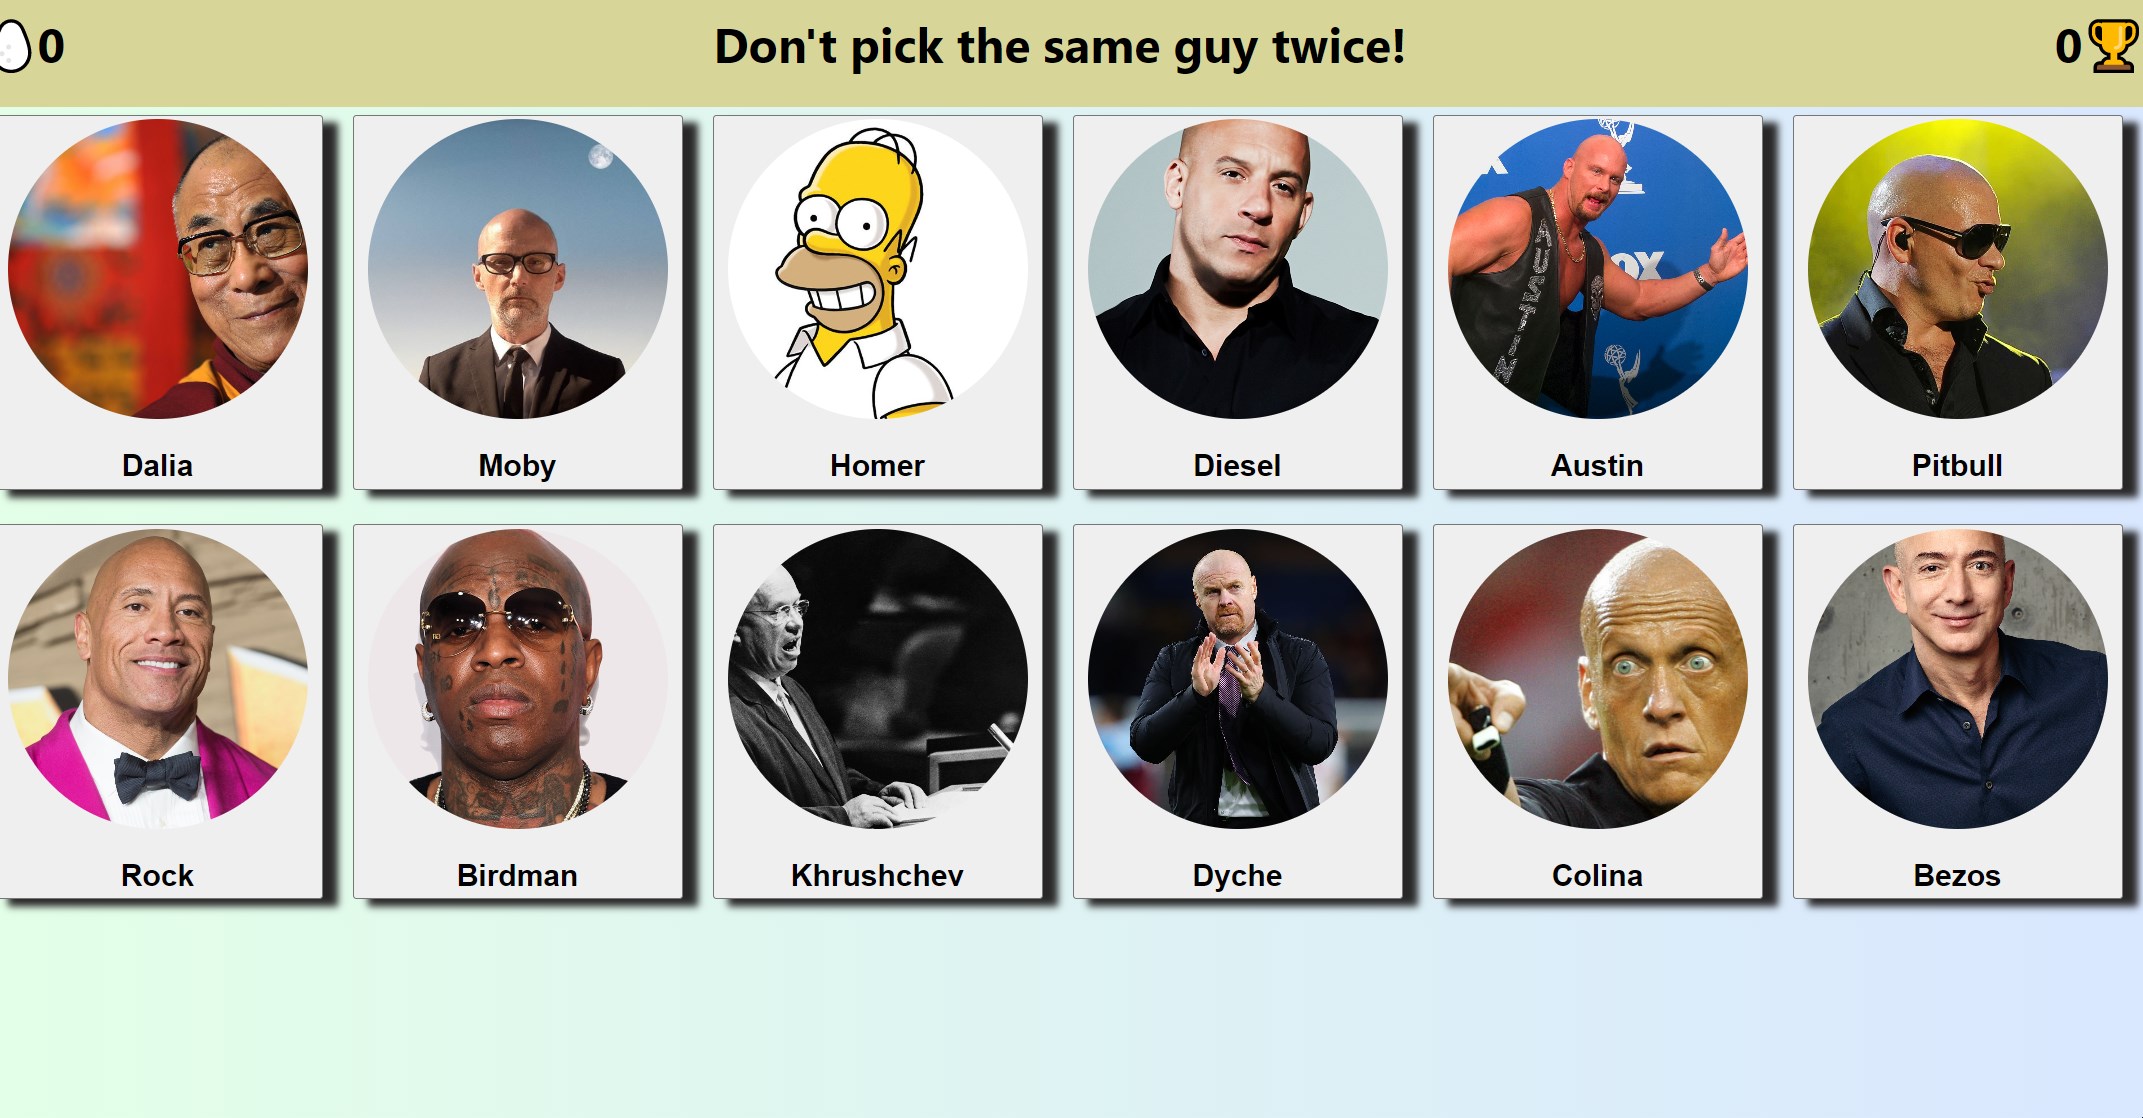 0 Don't pick the same guy twice! 0
Dalia Moby Homer Diesel Austin Pitbull
Rock Birdman Khrushchev Dyche Colina Bezos